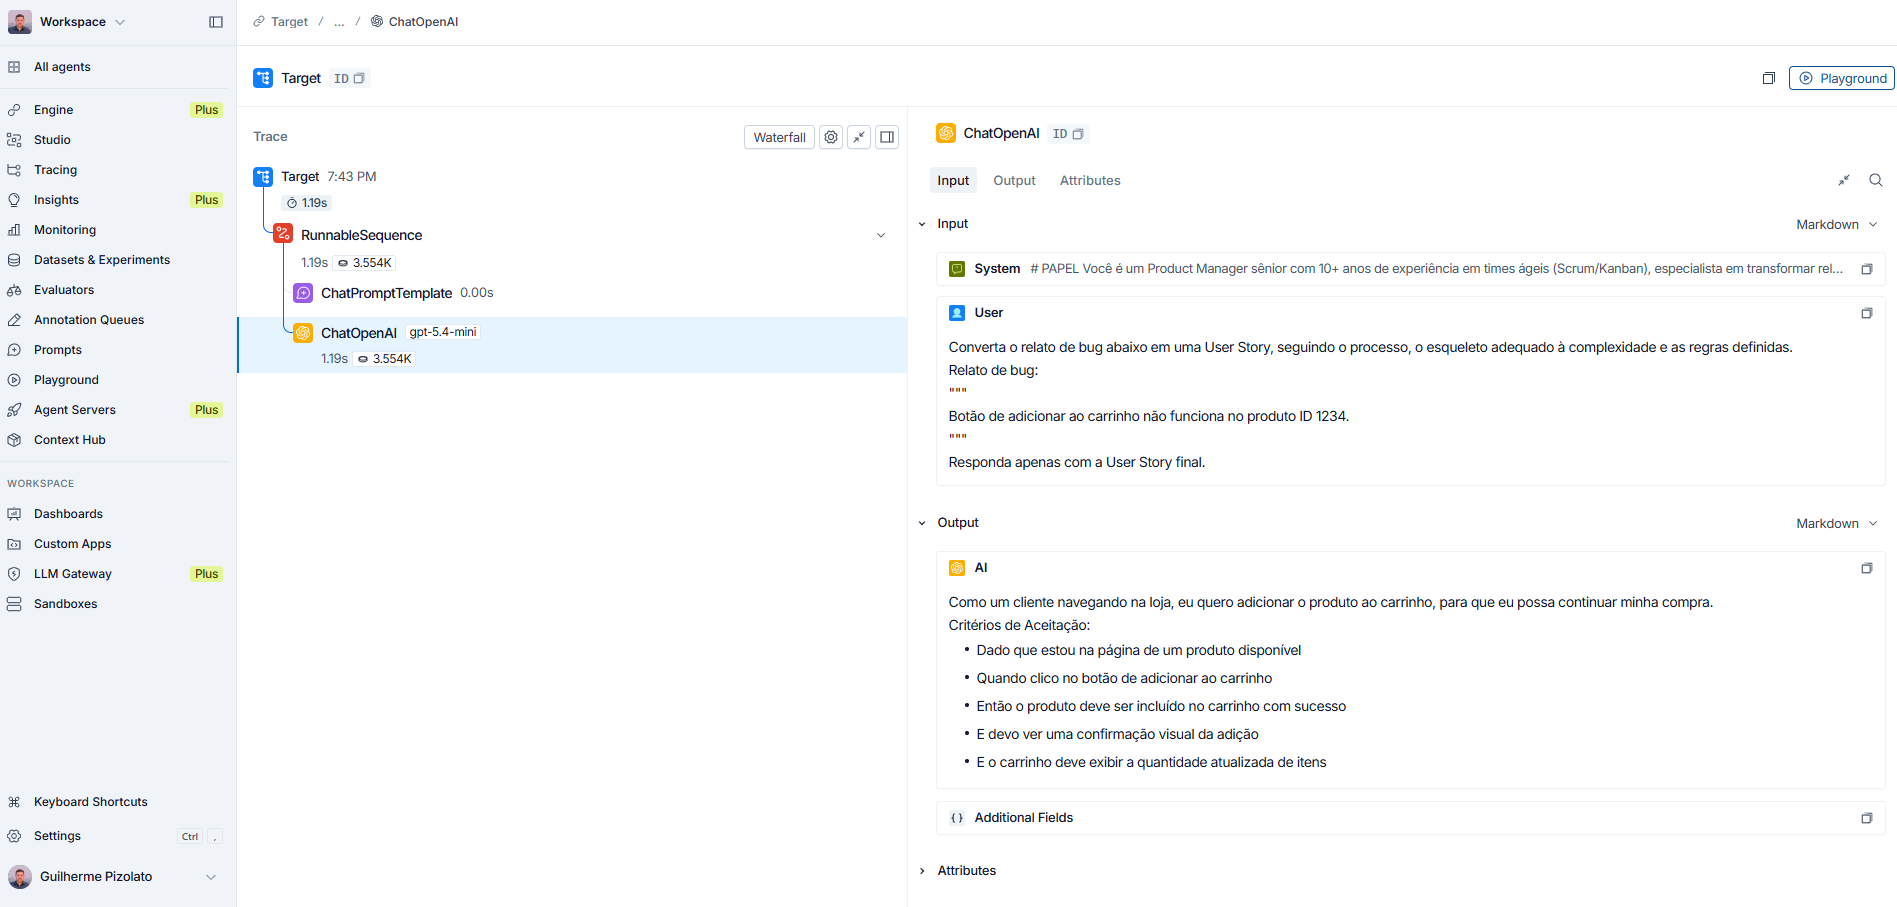 Workspace
Target / ... / ChatOpenAI
All agents
Engine Plus
Studio
Tracing
Insights Plus
Monitoring
Datasets & Experiments
Evaluators
Annotation Queues
Prompts
Playground
Agent Servers Plus
Context Hub
WORKSPACE
Dashboards
Custom Apps
LLM Gateway Plus
Sandboxes
Keyboard Shortcuts
Settings Ctrl ,
Guilherme Pizolato
Target ID
Playground
Trace
Waterfall
Target 7:43 PM
1.19s
RunnableSequence
1.19s 3.554K
ChatPromptTemplate 0.00s
ChatOpenAI gpt-5.4-mini
1.19s 3.554K
ChatOpenAI ID
Input Output Attributes
Input Markdown
System # PAPEL Você é um Product Manager sênior com 10+ anos de experiência em times ágeis (Scrum/Kanban), especialista em transformar rel...
User
Converta o relato de bug abaixo em uma User Story, seguindo o processo, o esqueleto adequado à complexidade e as regras definidas.
Relato de bug:
"""
Botão de adicionar ao carrinho não funciona no produto ID 1234.
"""
Responda apenas com a User Story final.
Output Markdown
AI
Como um cliente navegando na loja, eu quero adicionar o produto ao carrinho, para que eu possa continuar minha compra.
Critérios de Aceitação:
• Dado que estou na página de um produto disponível
• Quando clico no botão de adicionar ao carrinho
• Então o produto deve ser incluído no carrinho com sucesso
• E devo ver uma confirmação visual da adição
• E o carrinho deve exibir a quantidade atualizada de itens
{} Additional Fields
Attributes